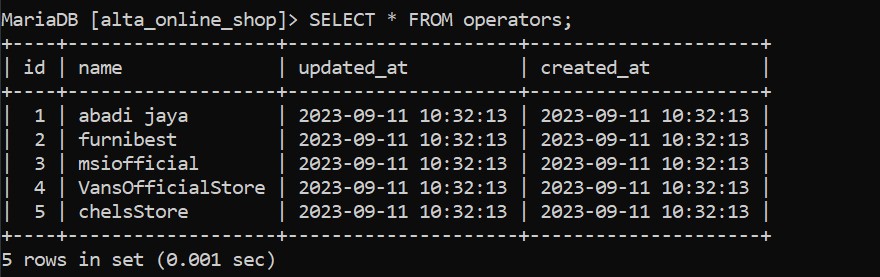 MariaDB [alta_online_shop]> SELECT * FROM operators;
+----+-------------------+---------------------+---------------------+
| id | name              | updated_at          | created_at          |
+----+-------------------+---------------------+---------------------+
|  1 | abadi jaya        | 2023-09-11 10:32:13 | 2023-09-11 10:32:13 |
|  2 | furnibest         | 2023-09-11 10:32:13 | 2023-09-11 10:32:13 |
|  3 | msiofficial       | 2023-09-11 10:32:13 | 2023-09-11 10:32:13 |
|  4 | VansOfficialStore | 2023-09-11 10:32:13 | 2023-09-11 10:32:13 |
|  5 | chelsStore        | 2023-09-11 10:32:13 | 2023-09-11 10:32:13 |
+----+-------------------+---------------------+---------------------+
5 rows in set (0.001 sec)